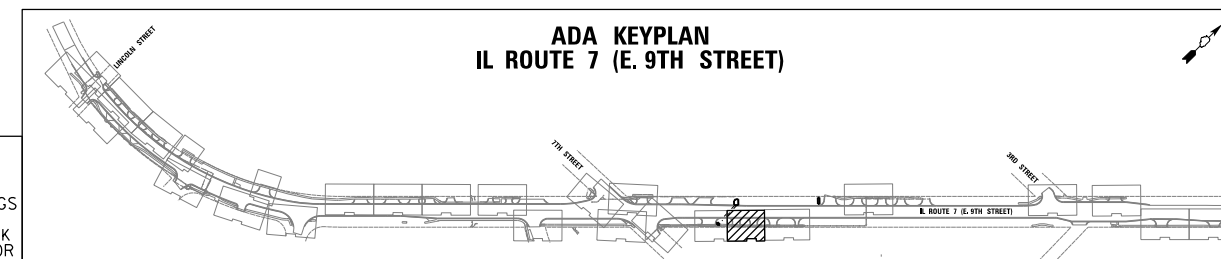 ADA KEYPLAN
IL ROUTE 7 (E. 9TH STREET)
LINCOLN STREET
7TH STREET
3RD STREET
IL ROUTE 7 (E. 9TH STREET)
GS
K
OR